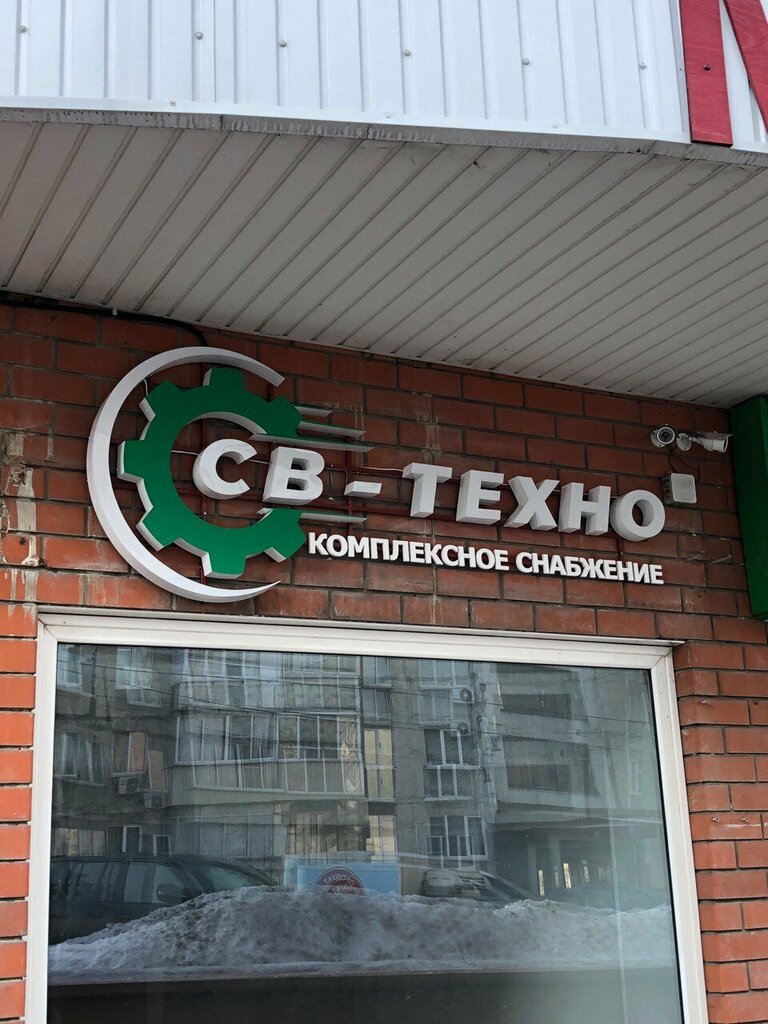 СВ-ТЕХНО
КОМПЛЕКСНОЕ СНАБЖЕНИЕ